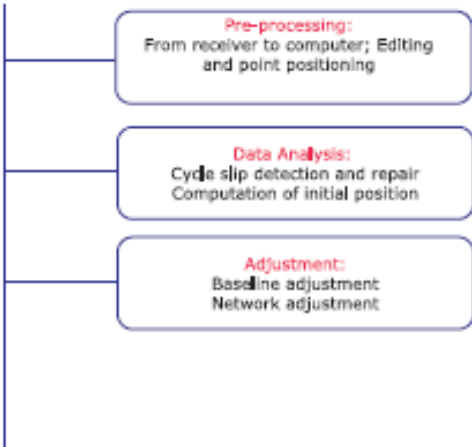 Pre-processing:
From receiver to computer; Editing
and point positioning
Data Analysis:
Cycle slip detection and repair
Computation of initial position
Adjustment:
Baseline adjustment
Network adjustment